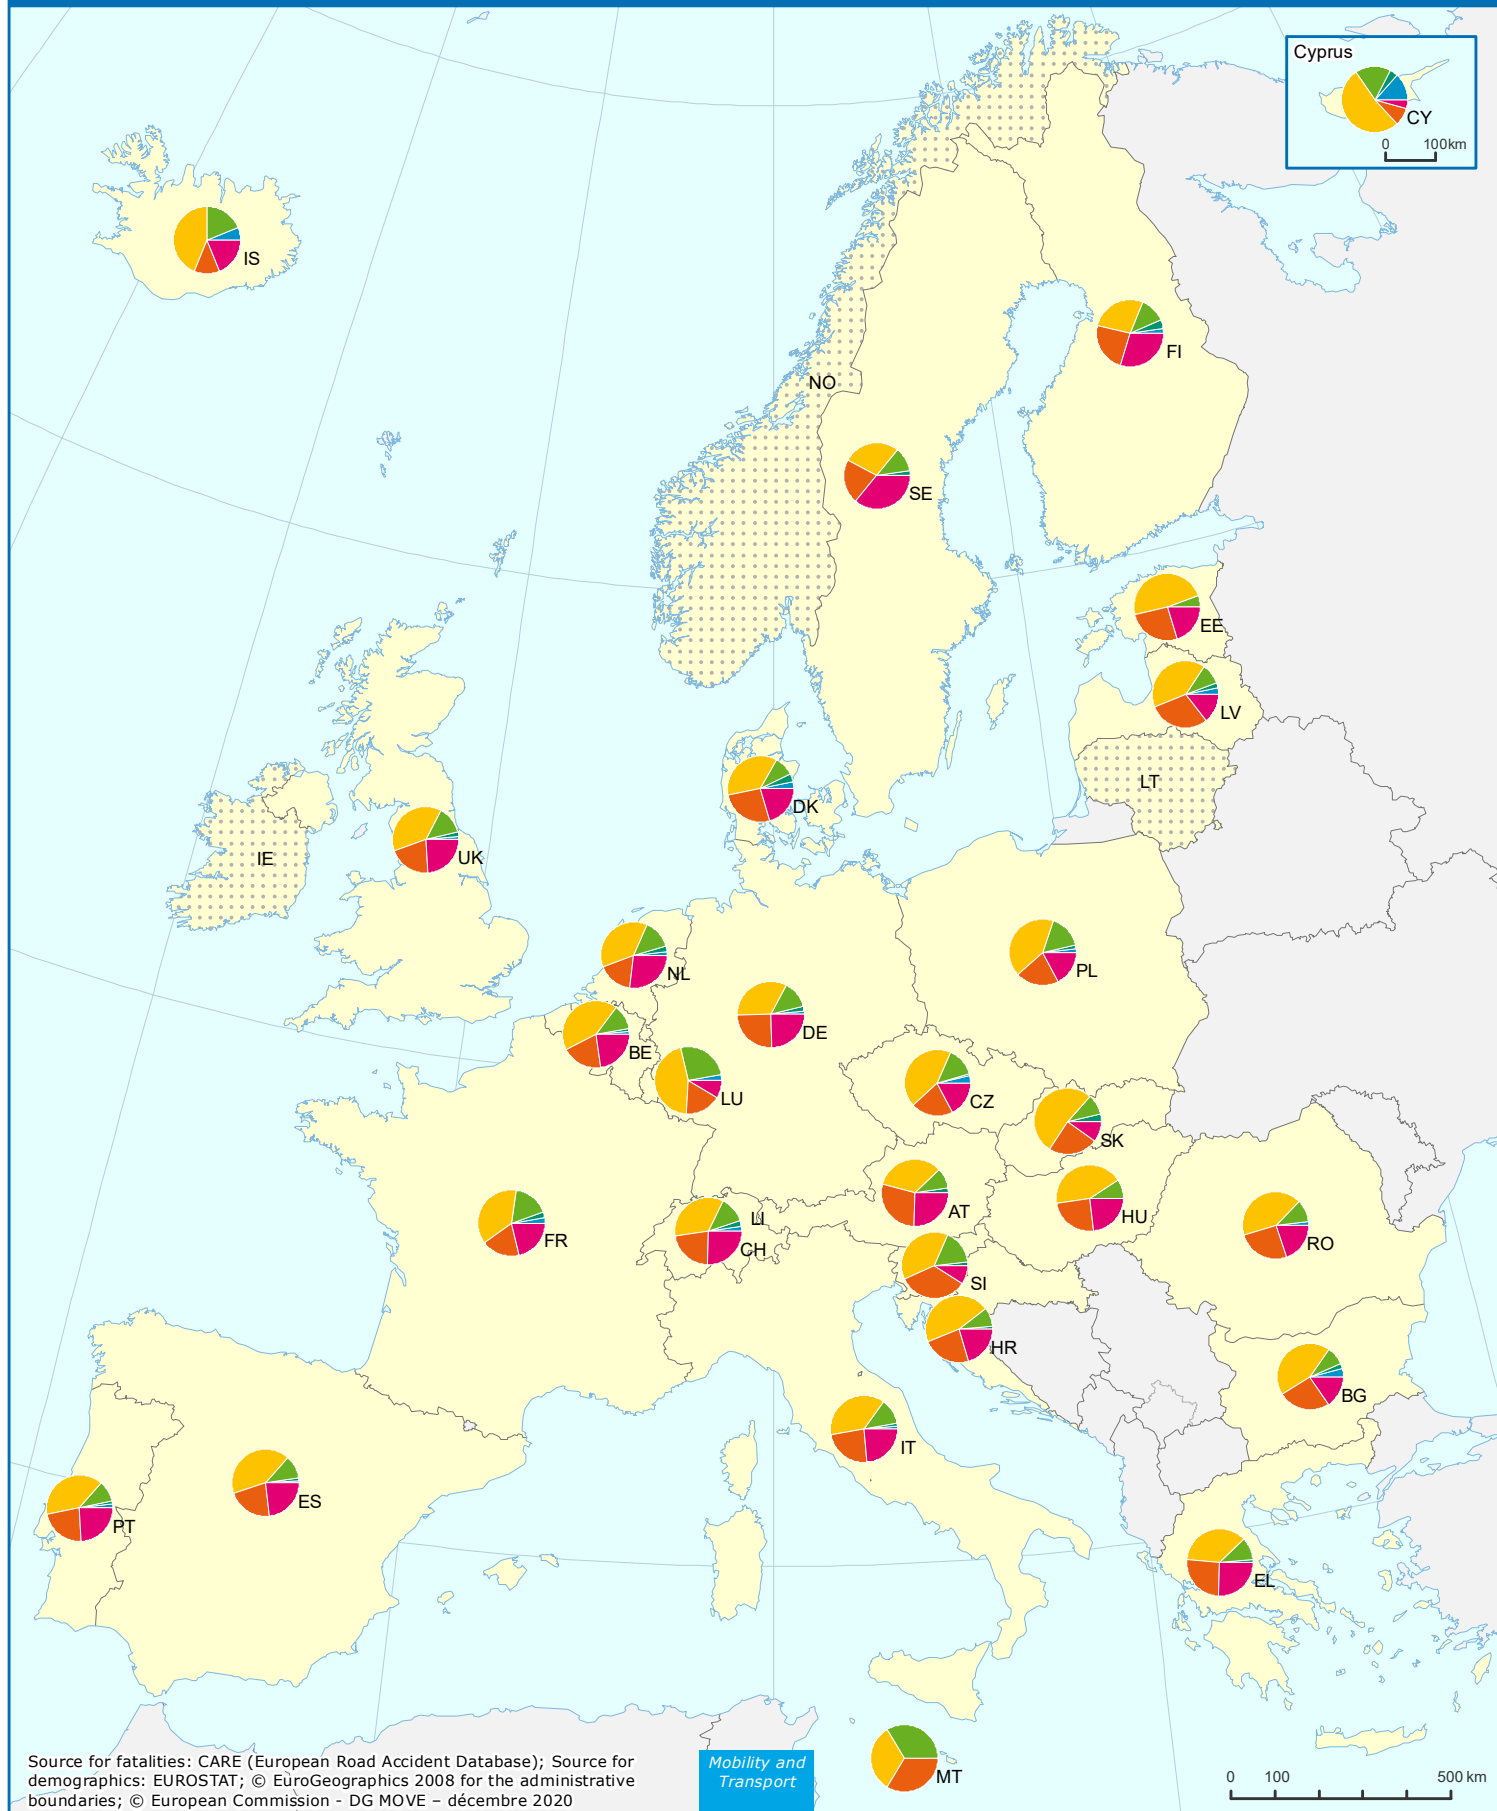 Cyprus
CY
0 100km
IS
FI
NO
SE
EE
LV
LT
DK
IE
UK
NL
PL
DE
BE
LU
CZ
SK
AT
HU
FR
LI
CH
RO
SI
HR
BG
IT
ES
PT
EL
MT
Source for fatalities: CARE (European Road Accident Database); Source for
demographics: EUROSTAT; © EuroGeographics 2008 for the administrative
boundaries; © European Commission - DG MOVE – décembre 2020
Mobility and
Transport
0 100 500 km